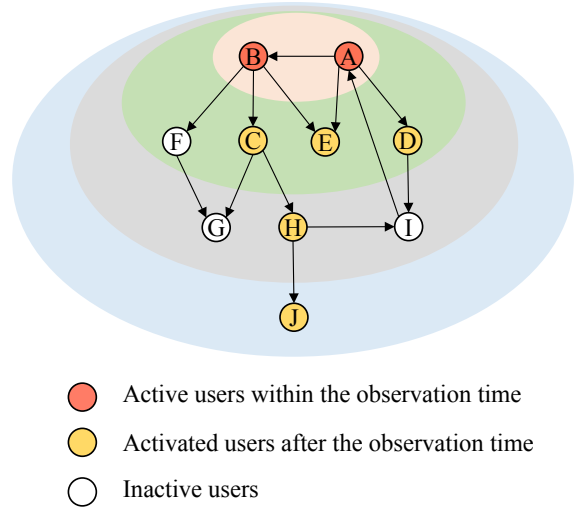 B A
F C E D
G H I
J
Active users within the observation time
Activated users after the observation time
Inactive users